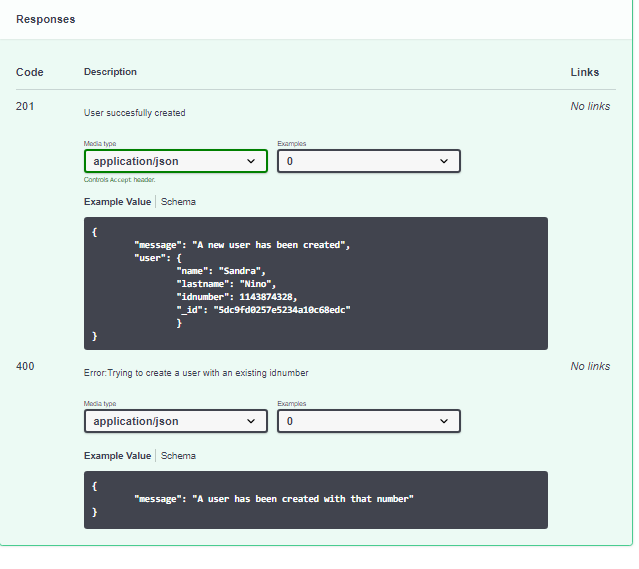 Responses
Code Description Links
201 User succesfully created No links
Media type Examples
application/json 0
Controls Accept header.
Example Value Schema
{
"message": "A new user has been created",
"user": {
"name": "Sandra",
"lastname": "Nino",
"idnumber": 1143874328,
"_id": "5dc9fd0257e5234a10c68edc"
}
}
400 Error:Trying to create a user with an existing idnumber No links
Media type Examples
application/json 0
Example Value Schema
{
"message": "A user has been created with that number"
}